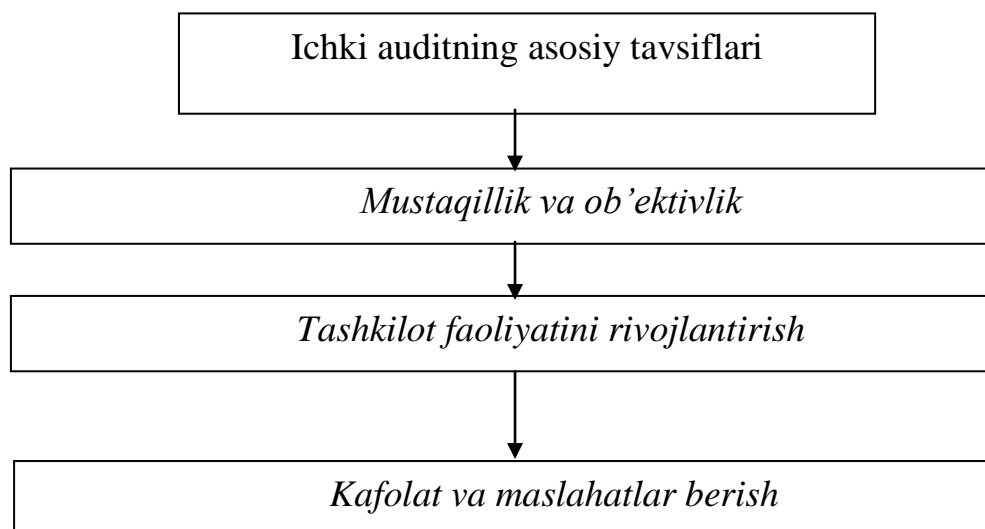 Ichki auditning asosiy tavsiflari
Mustaqillik va ob’ektivlik
Tashkilot faoliyatini rivojlantirish
Kafolat va maslahatlar berish